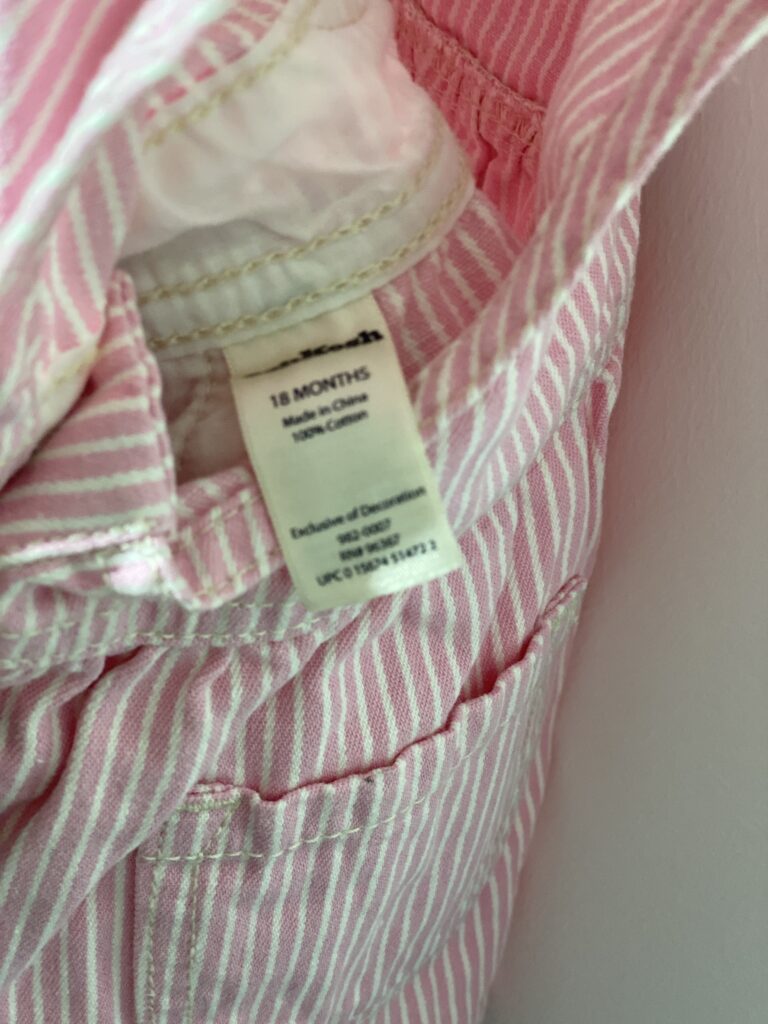 18 MONTHS
Made in China
100% Cotton
Exclusive of Decoration
982-0007
RN# 96367
UPC 0 15674 51472 2